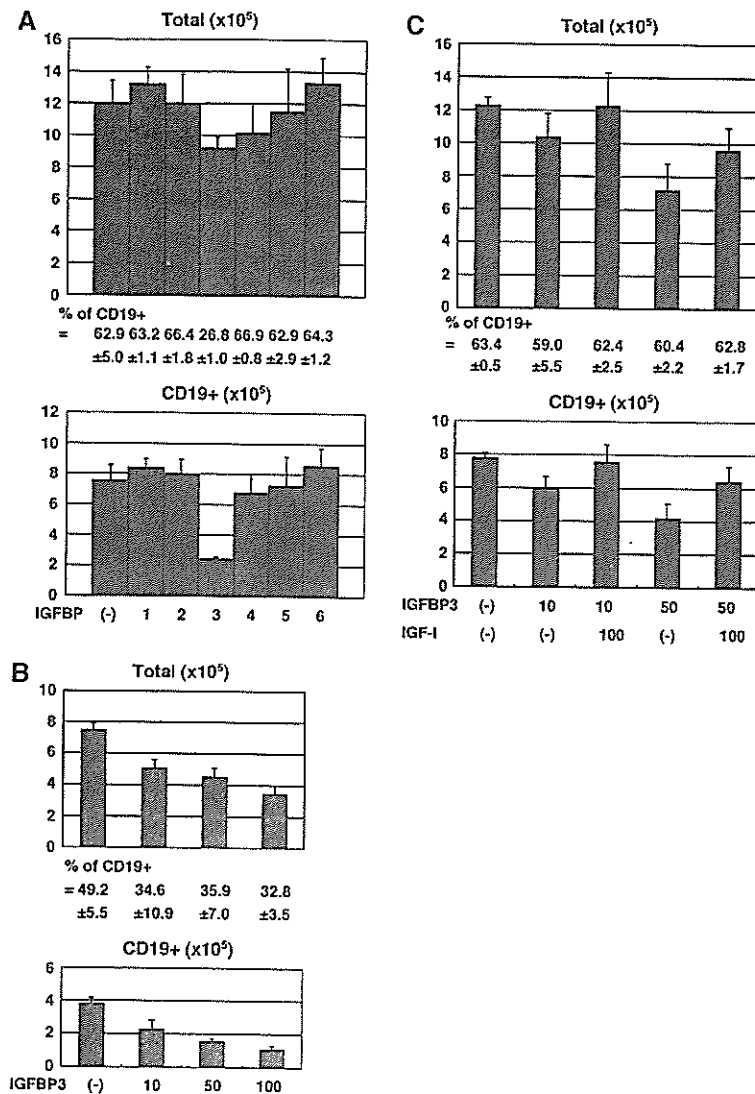 A
Total (x10⁵)
16
14
12
10
8
6
4
2
0
% of CD19+
= 62.9 63.2 66.4 26.8 66.9 62.9 64.3
±5.0 ±1.1 ±1.8 ±1.0 ±0.8 ±2.9 ±1.2
CD19+ (x10⁵)
12
10
8
6
4
2
0
IGFBP (-) 1 2 3 4 5 6
B
Total (x10⁵)
10
8
6
4
2
0
% of CD19+
= 49.2 34.6 35.9 32.8
±5.5 ±10.9 ±7.0 ±3.5
CD19+ (x10⁵)
6
4
2
0
IGFBP3 (-) 10 50 100
C
Total (x10⁵)
16
14
12
10
8
6
4
2
0
% of CD19+
= 63.4 59.0 62.4 60.4 62.8
±0.5 ±5.5 ±2.5 ±2.2 ±1.7
CD19+ (x10⁵)
10
8
6
4
2
0
IGFBP3 (-) 10 10 50 50
IGF-I (-) (-) 100 (-) 100